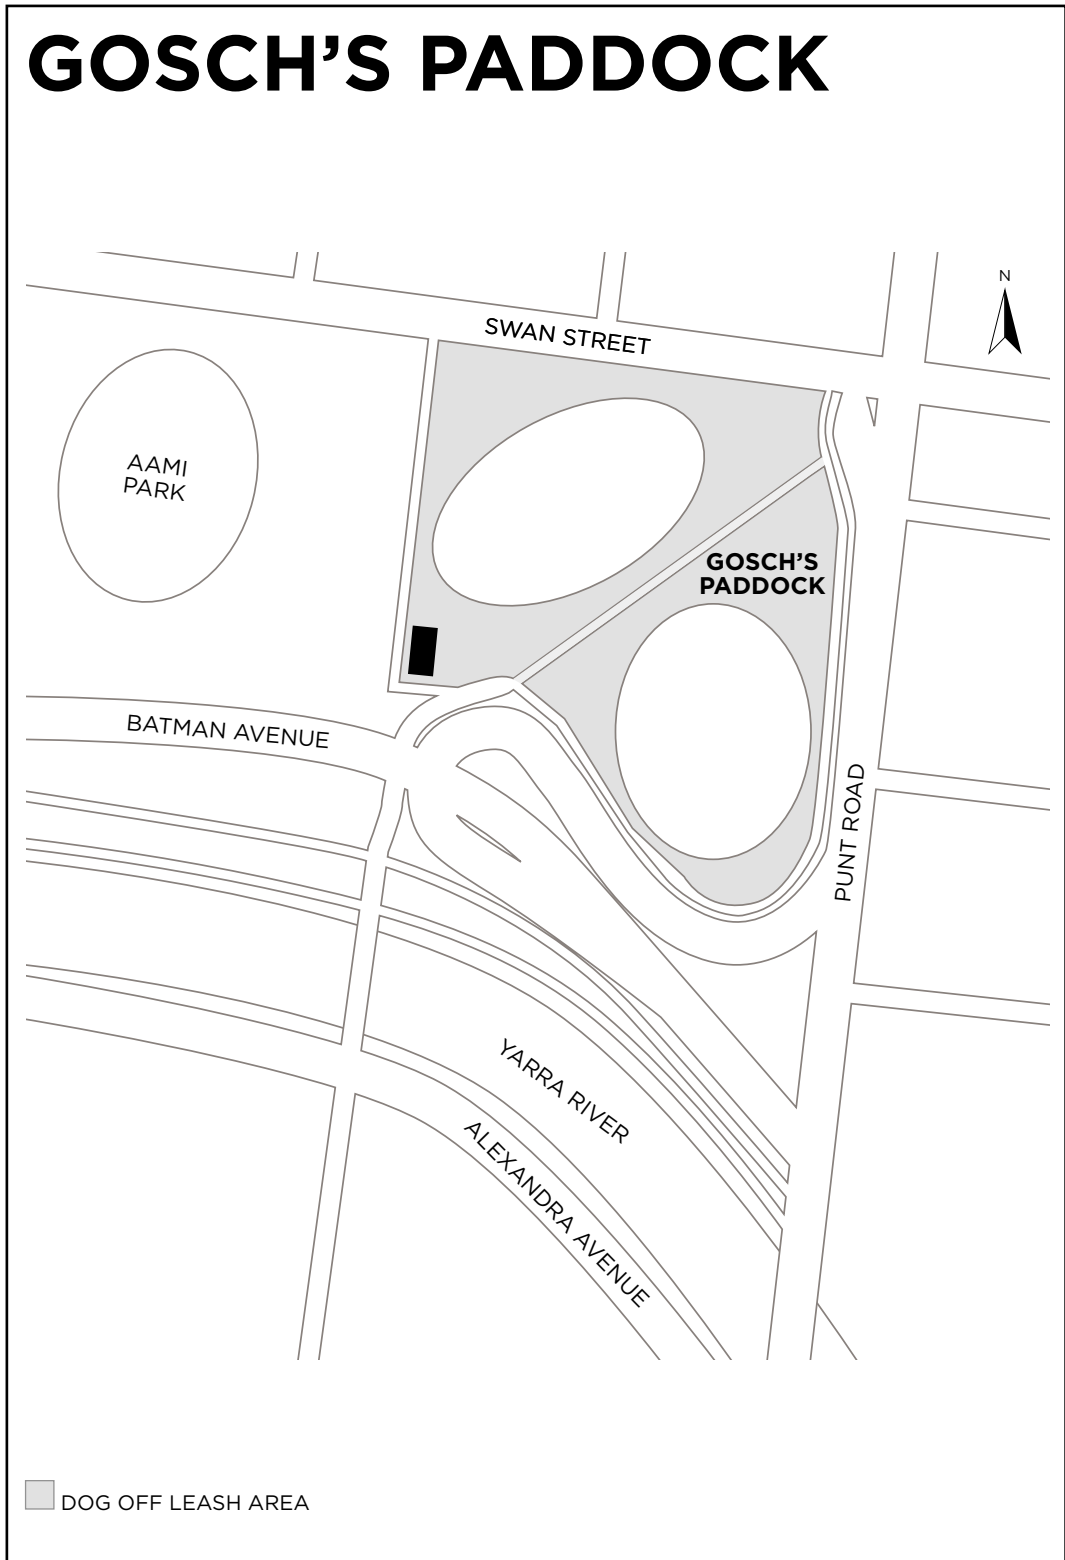 GOSCH’S PADDOCK
N
SWAN STREET
AAMI
PARK
GOSCH’S
PADDOCK
BATMAN AVENUE
PUNT ROAD
YARRA RIVER
ALEXANDRA AVENUE
DOG OFF LEASH AREA